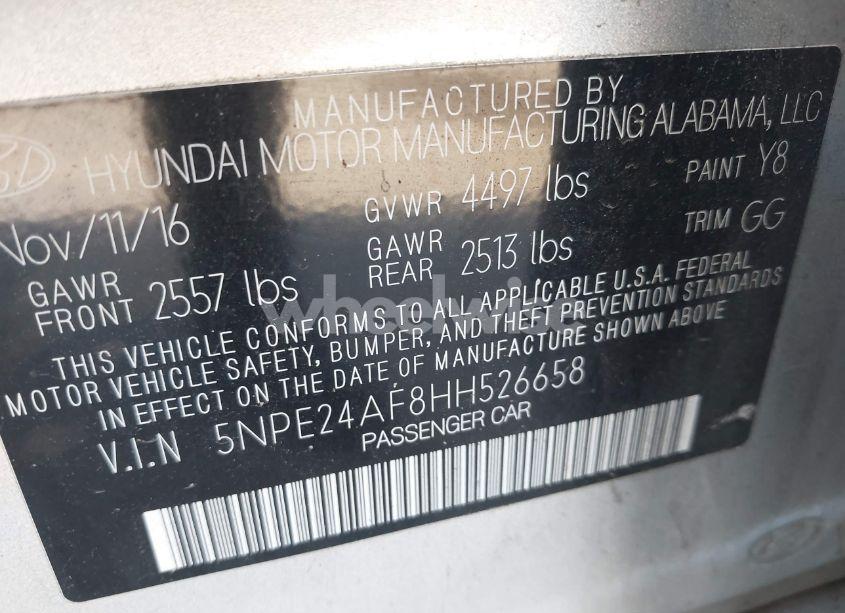 MANUFACTURED BY
HYUNDAI MOTOR MANUFACTURING ALABAMA, LLC
Nov/11/16 GVWR 4497 lbs PAINT Y8
GAWR FRONT 2557 lbs GAWR REAR 2513 lbs TRIM GG
THIS VEHICLE CONFORMS TO ALL APPLICABLE U.S.A. FEDERAL
MOTOR VEHICLE SAFETY, BUMPER, AND THEFT PREVENTION STANDARDS
IN EFFECT ON THE DATE OF MANUFACTURE SHOWN ABOVE
V.I.N 5NPE24AF8HH526658
PASSENGER CAR